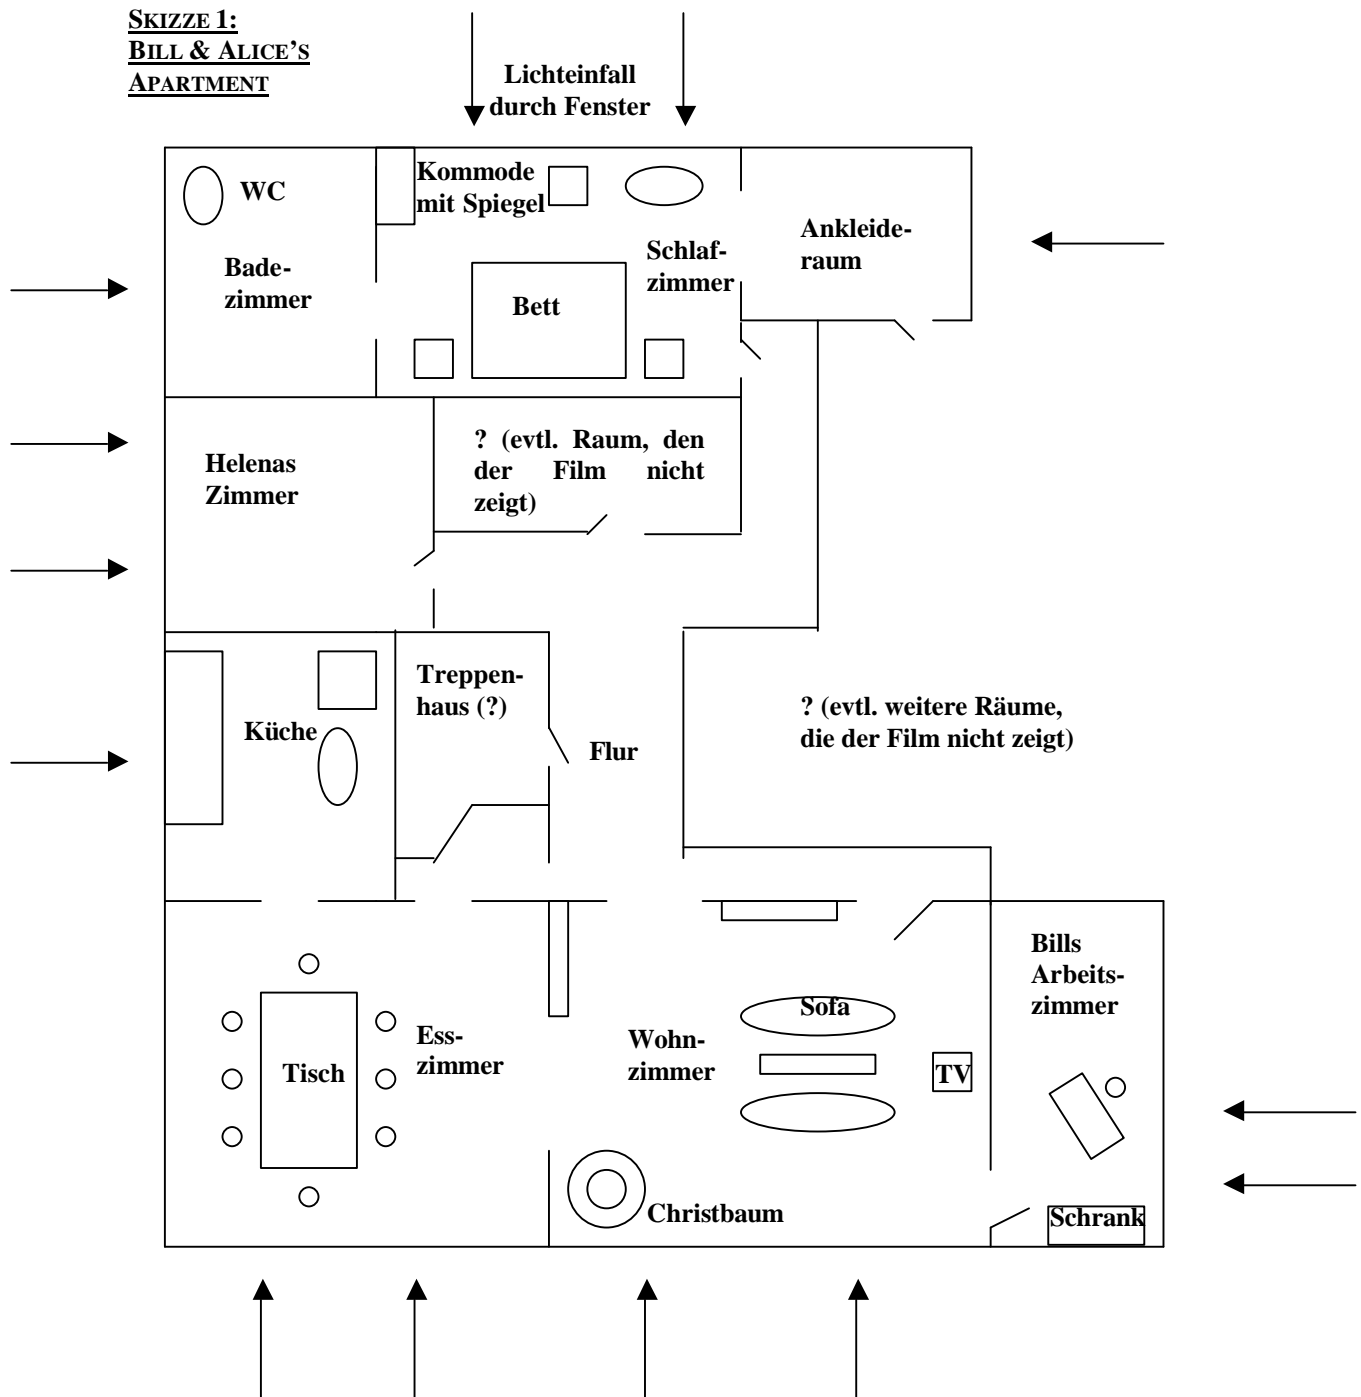 SKIZZE 1:
BILL & ALICE'S
APARTMENT
Lichteinfall
durch Fenster
WC
Kommode
mit Spiegel
Bade-
zimmer
Schlaf-
zimmer
Ankleide-
raum
Bett
Helenas
Zimmer
? (evtl. Raum, den
der Film nicht
zeigt)
Treppen-
haus (?)
Küche
Flur
? (evtl. weitere Räume,
die der Film nicht zeigt)
Bills
Arbeits-
zimmer
Sofa
Ess-
zimmer
Wohn-
zimmer
Tisch
TV
Christbaum
Schrank